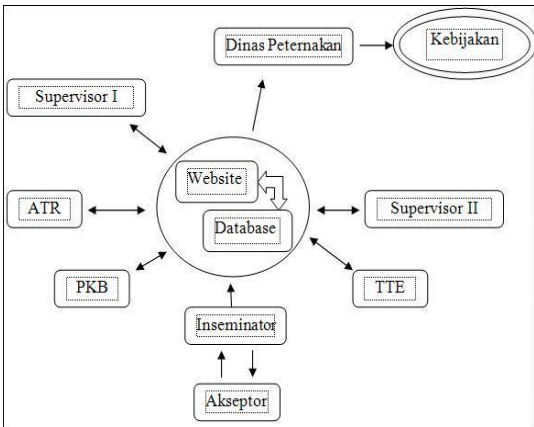 Dinas Peternakan
Kebijakan
Supervisor I
Website
Database
ATR
Supervisor II
PKB
TTE
Inseminator
Akseptor